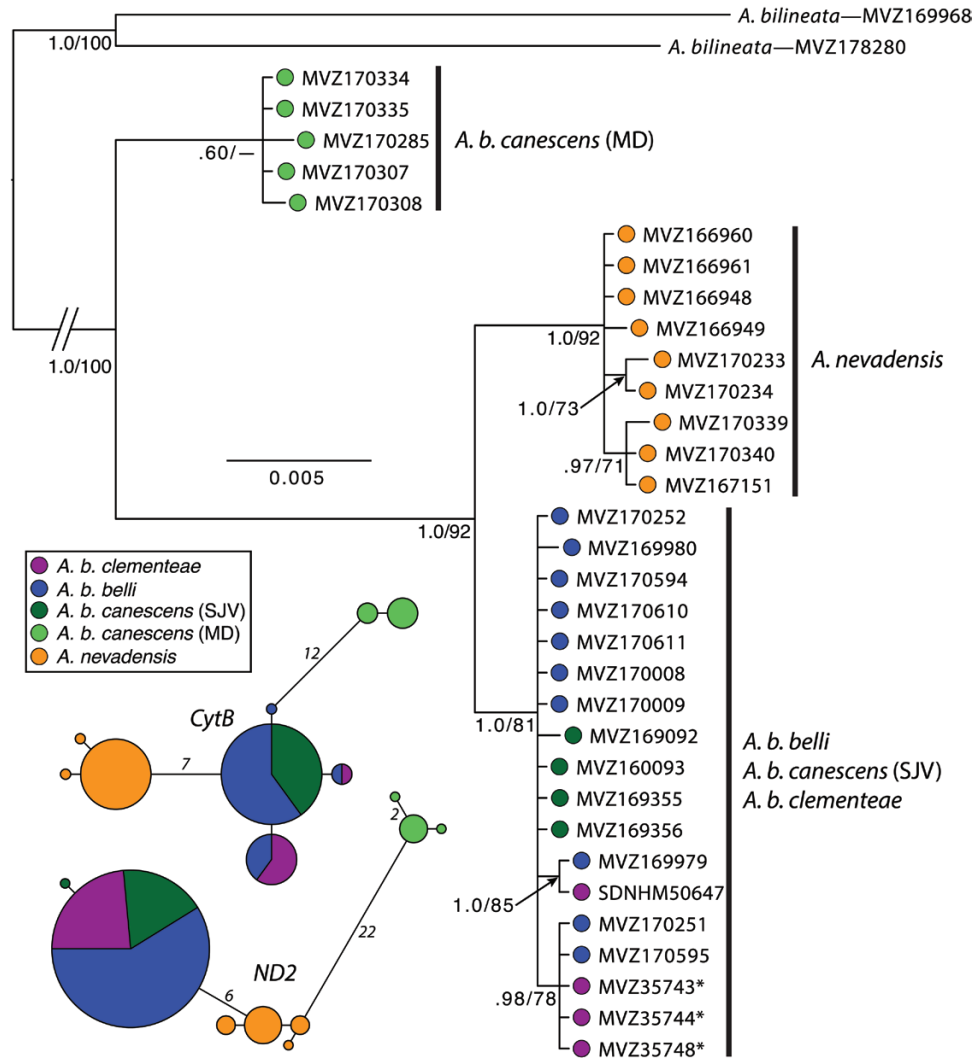 A. bilineata—MVZ169968
1.0/100
A. bilineata—MVZ178280
MVZ170334
MVZ170335
MVZ170285
.60/—
MVZ170307
MVZ170308
A. b. canescens (MD)
1.0/100
MVZ166960
MVZ166961
MVZ166948
MVZ166949
1.0/92
MVZ170233
MVZ170234
1.0/73
MVZ170339
MVZ170340
.97/71
MVZ167151
A. nevadensis
0.005
1.0/92
MVZ170252
MVZ169980
MVZ170594
MVZ170610
MVZ170611
MVZ170008
MVZ170009
1.0/81
MVZ169092
MVZ160093
MVZ169355
MVZ169356
MVZ169979
SDNHM50647
1.0/85
MVZ170251
MVZ170595
MVZ35743*
.98/78
MVZ35744*
MVZ35748*
A. b. belli
A. b. canescens (SJV)
A. b. clementeae
A. b. clementeae
A. b. belli
A. b. canescens (SJV)
A. b. canescens (MD)
A. nevadensis
12
CytB
7
2
22
ND2
6